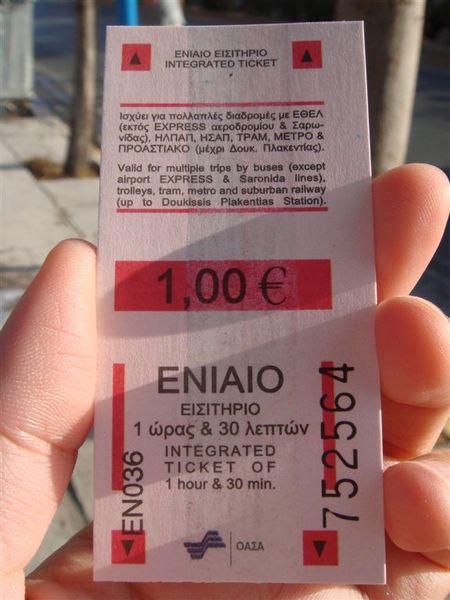 ΕΝΙΑΙΟ ΕΙΣΙΤΗΡΙΟ
INTEGRATED TICKET
Ισχύει για πολλαπλές διαδρομές με ΕΘΕΛ
(εκτός EXPRESS αεροδρομίου & Σαρω-
νίδας), ΗΛΠΑΠ, ΗΣΑΠ, ΤΡΑΜ, ΜΕΤΡΟ &
ΠΡΟΑΣΤΙΑΚΟ (μέχρι Δουκ. Πλακεντίας).
Valid for multiple trips by buses (except
airport EXPRESS & Saronida lines),
trolleys, tram, metro and suburban railway
(up to Doukissis Plakentias Station).
1,00 €
ΕΝΙΑΙΟ
ΕΙΣΙΤΗΡΙΟ
1 ώρας & 30 λεπτών
INTEGRATED
TICKET OF
1 hour & 30 min.
EN036
752564
ΟΑΣΑ